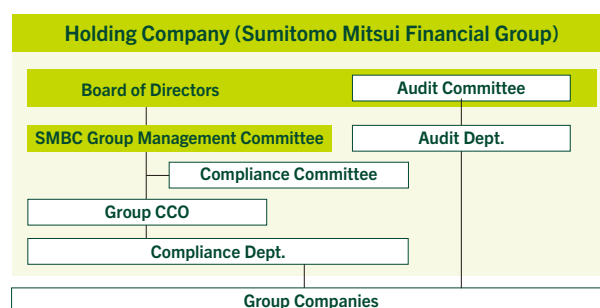 Holding Company (Sumitomo Mitsui Financial Group)
Board of Directors
Audit Committee
SMBC Group Management Committee
Audit Dept.
Compliance Committee
Group CCO
Compliance Dept.
Group Companies